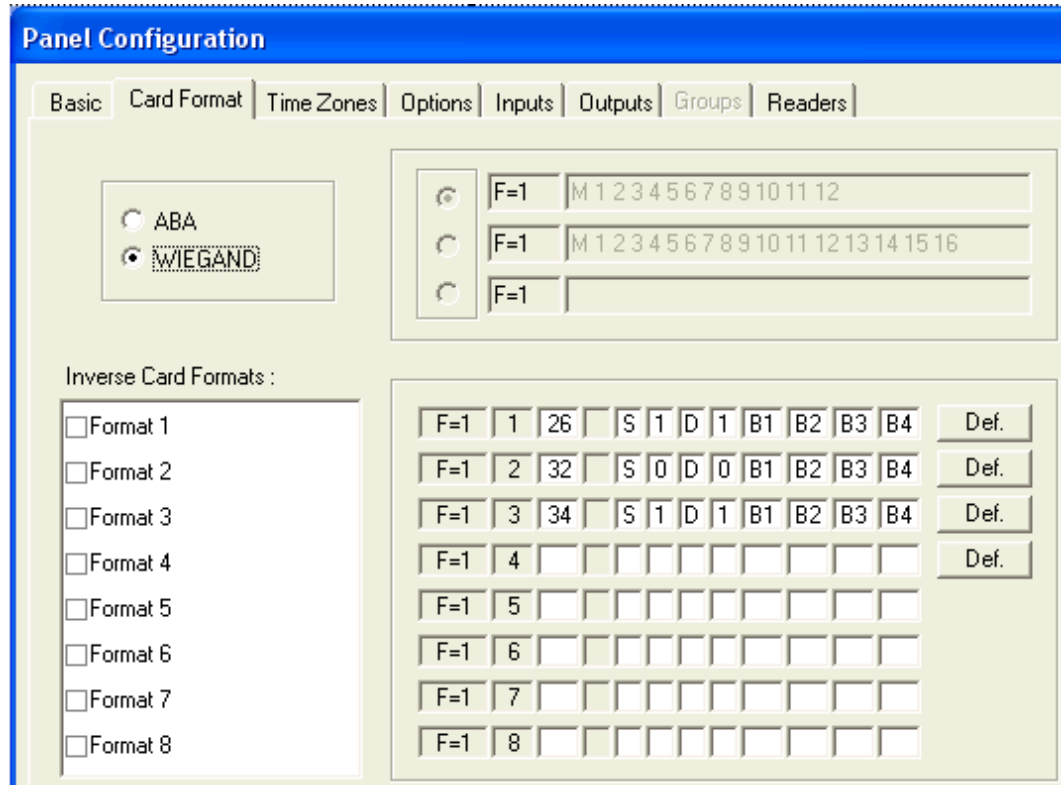 Panel Configuration
Basic Card Format Time Zones Options Inputs Outputs Groups Readers
ABA
WIEGAND
F=1 M 1 2 3 4 5 6 7 8 9 10 11 12
F=1 M 1 2 3 4 5 6 7 8 9 10 11 12 13 14 15 16
F=1
Inverse Card Formats :
Format 1
Format 2
Format 3
Format 4
Format 5
Format 6
Format 7
Format 8
F=1 1 26 S 1 D 1 B1 B2 B3 B4 Def.
F=1 2 32 S 0 D 0 B1 B2 B3 B4 Def.
F=1 3 34 S 1 D 1 B1 B2 B3 B4 Def.
F=1 4 Def.
F=1 5
F=1 6
F=1 7
F=1 8